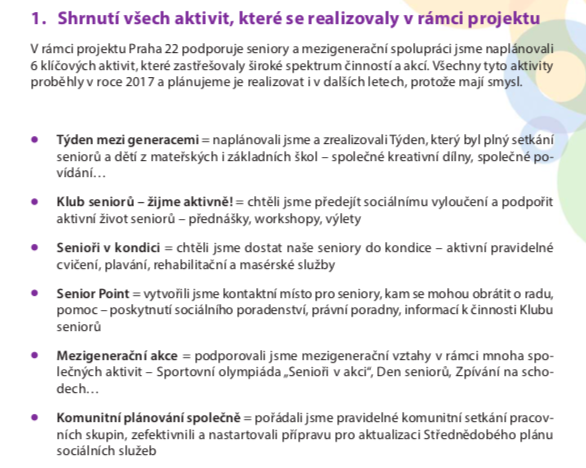 1. Shrnutí všech aktivit, které se realizovaly v rámci projektu
V rámci projektu Praha 22 podporuje seniory a mezigenerační spolupráci jsme naplánovali
6 klíčových aktivit, které zastřešovaly široké spektrum činností a akcí. Všechny tyto aktivity
proběhly v roce 2017 a plánujeme je realizovat i v dalších letech, protože mají smysl.
• Týden mezi generacemi = naplánovali jsme a zrealizovali Týden, který byl plný setkání
seniorů a dětí z mateřských i základních škol – společné kreativní dílny, společné po-
vídání…
• Klub seniorů – žijme aktivně! = chtěli jsme předejít sociálnímu vyloučení a podpořit
aktivní život seniorů – přednášky, workshopy, výlety
• Senioři v kondici = chtěli jsme dostat naše seniory do kondice – aktivní pravidelné
cvičení, plavání, rehabilitační a masérské služby
• Senior Point = vytvořili jsme kontaktní místo pro seniory, kam se mohou obrátit o radu,
pomoc – poskytnutí sociálního poradenství, právní poradny, informací k činnosti Klubu
seniorů
• Mezigenerační akce = podporovali jsme mezigenerační vztahy v rámci mnoha spo-
lečných aktivit – Sportovní olympiáda „Senioři v akci“, Den seniorů, Zpívání na scho-
dech…
• Komunitní plánování společně = pořádali jsme pravidelné komunitní setkání pracov-
ních skupin, zefektivnili a nastartovali přípravu pro aktualizaci Střednědobého plánu
sociálních služeb